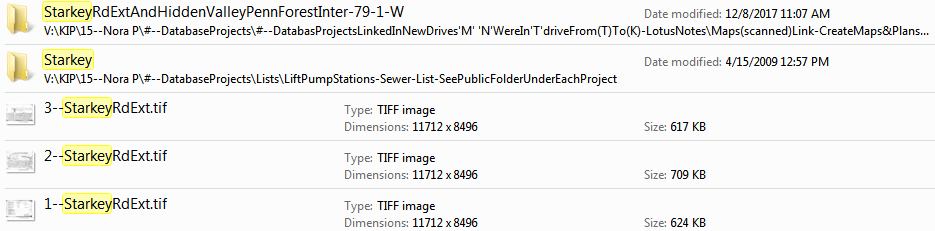 StarkeyRdExtAndHiddenValleyPennForestInter-79-1-W Date modified: 12/8/2017 11:07 AM
V:\KIP\15--Nora P\#--DatabaseProjects\#--DatabasProjectsLinkedInNewDrives'M' 'N'WereIn'T'driveFrom(T)To(K)-LotusNotes\Maps(scanned)Link-CreateMaps&Plans...
Starkey Date modified: 4/15/2009 12:57 PM
V:\KIP\15--Nora P\#--DatabaseProjects\Lists\LiftPumpStations-Sewer-List-SeePublicFolderUnderEachProject
3--StarkeyRdExt.tif Type: TIFF image
Dimensions: 11712 x 8496 Size: 617 KB
2--StarkeyRdExt.tif Type: TIFF image
Dimensions: 11712 x 8496 Size: 709 KB
1--StarkeyRdExt.tif Type: TIFF image
Dimensions: 11712 x 8496 Size: 624 KB